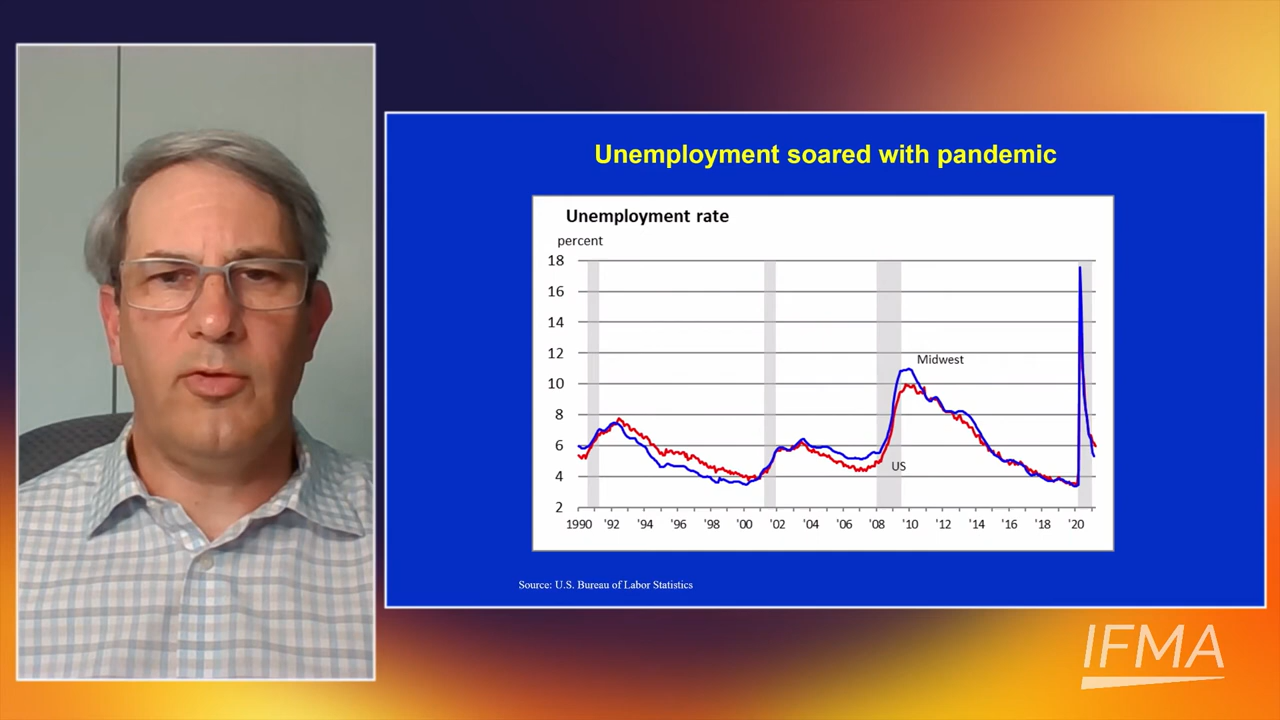 Unemployment soared with pandemic
Unemployment rate
percent
18
16
14
12
10
8
6
4
2
Midwest
US
1990 '92 '94 '96 '98 '00 '02 '04 '06 '08 '10 '12 '14 '16 '18 '20
Source: U.S. Bureau of Labor Statistics
IFMA